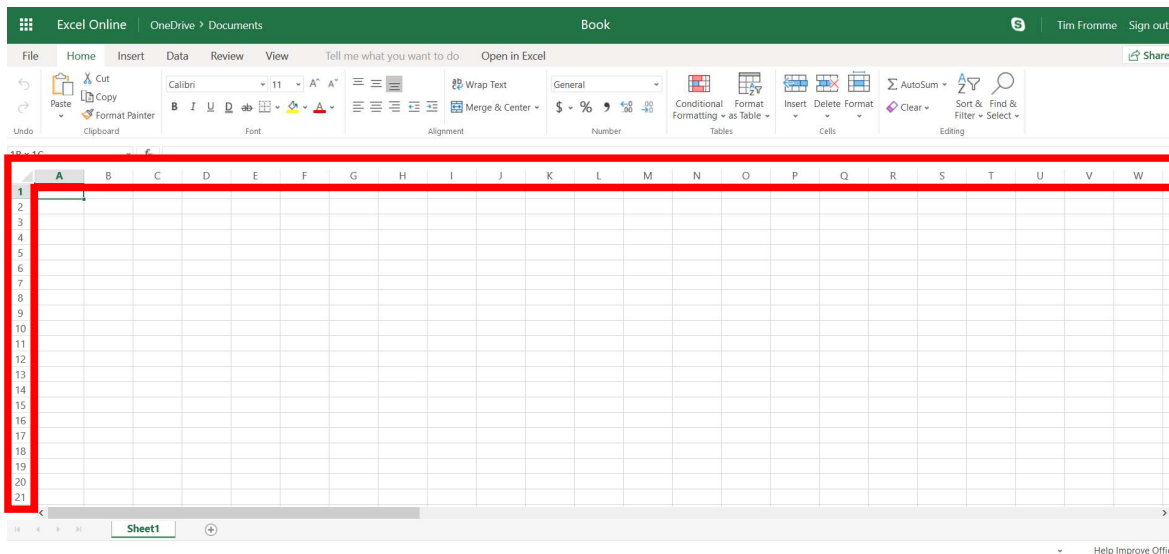 Excel Online OneDrive > Documents Book Tim Fromme Sign out
File Home Insert Data Review View Tell me what you want to do Open in Excel Share
Cut
Copy
Paste
Format Painter
Calibri 11
B I U D ab A
Wrap Text
Merge & Center
General
$ % 9
Conditional Formatting
Format as Table
Insert Delete Format
AutoSum
Clear
Sort & Filter
Find & Select
Undo Clipboard Font Alignment Number Tables Cells Editing
A B C D E F G H I J K L M N O P Q R S T U V W
1
2
3
4
5
6
7
8
9
10
11
12
13
14
15
16
17
18
19
20
21
Sheet1
Help Improve Offi